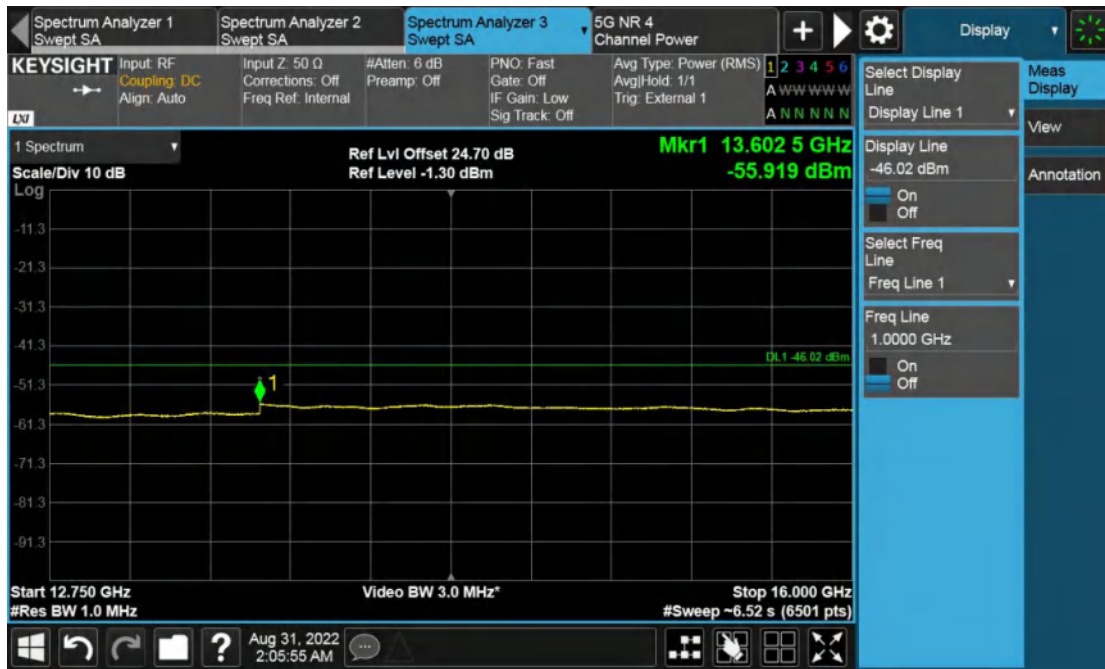 Spectrum Analyzer 1
Swept SA
Spectrum Analyzer 2
Swept SA
Spectrum Analyzer 3
Swept SA
5G NR 4
Channel Power
Display
KEYSIGHT
LXI
Input: RF
Coupling: DC
Align: Auto
Input Z: 50 Ω
Corrections: Off
Freq Ref: Internal
#Atten: 6 dB
Preamp: Off
PNO: Fast
Gate: Off
IF Gain: Low
Sig Track: Off
Avg Type: Power (RMS)
Avg|Hold: 1/1
Trig: External 1
1 2 3 4 5 6
A W W W W W
A N N N N N
1 Spectrum
Scale/Div 10 dB
Log
Ref Lvl Offset 24.70 dB
Ref Level -1.30 dBm
Mkr1 13.602 5 GHz
-55.919 dBm
-11.3
-21.3
-31.3
-41.3
DL1 -46.02 dBm
-51.3
1
-61.3
-71.3
-81.3
-91.3
Start 12.750 GHz
#Res BW 1.0 MHz
Video BW 3.0 MHz*
Stop 16.000 GHz
#Sweep ~6.52 s (6501 pts)
Select Display
Line
Display Line 1
Display Line
-46.02 dBm
On
Off
Select Freq
Line
Freq Line 1
Freq Line
1.0000 GHz
On
Off
Meas
Display
View
Annotation
?
Aug 31, 2022
2:05:55 AM